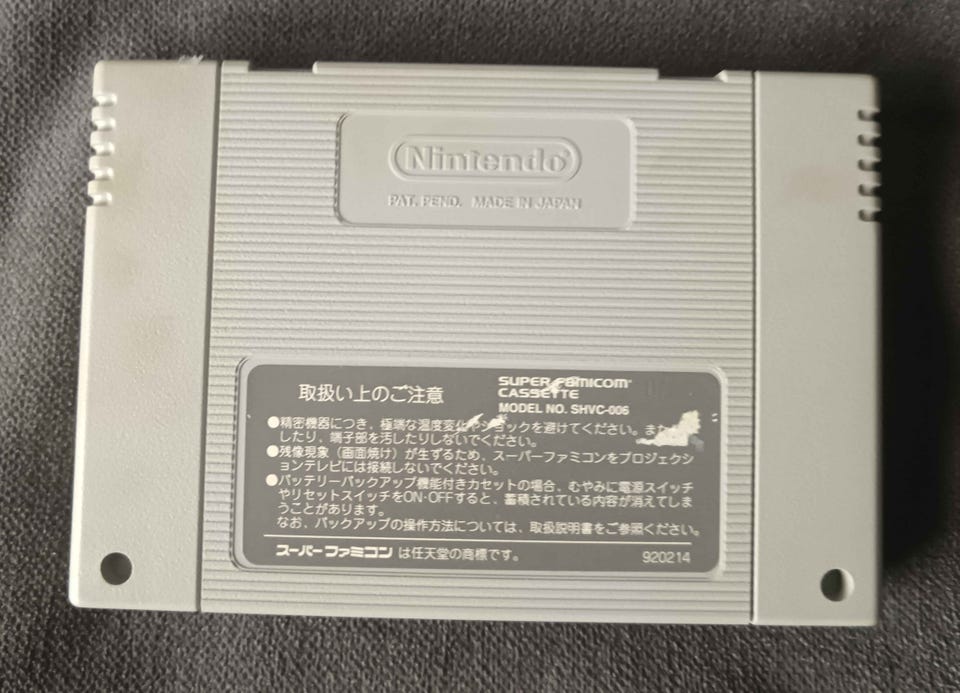 Nintendo®
PAT. PEND. MADE IN JAPAN
取扱い上のご注意
SUPER FAMICOM®
CASSETTE
MODEL NO. SHVC-006
●精密機器につき、極端な温度変化やショックを避けてください。また
したり、端子部を汚したりしないでください。
●残像現象（画面焼け）が生ずるため、スーパーファミコンをプロジェクシ
ョンテレビには接続しないでください。
●バッテリーバックアップ機能付きカセットの場合、むやみに電源スイッチ
やリセットスイッチをON·OFFすると、蓄積されている内容が消えてしま
うことがあります。
なお、バックアップの操作方法については、取扱説明書をご参照ください。
スーパーファミコン は任天堂の商標です。
920214